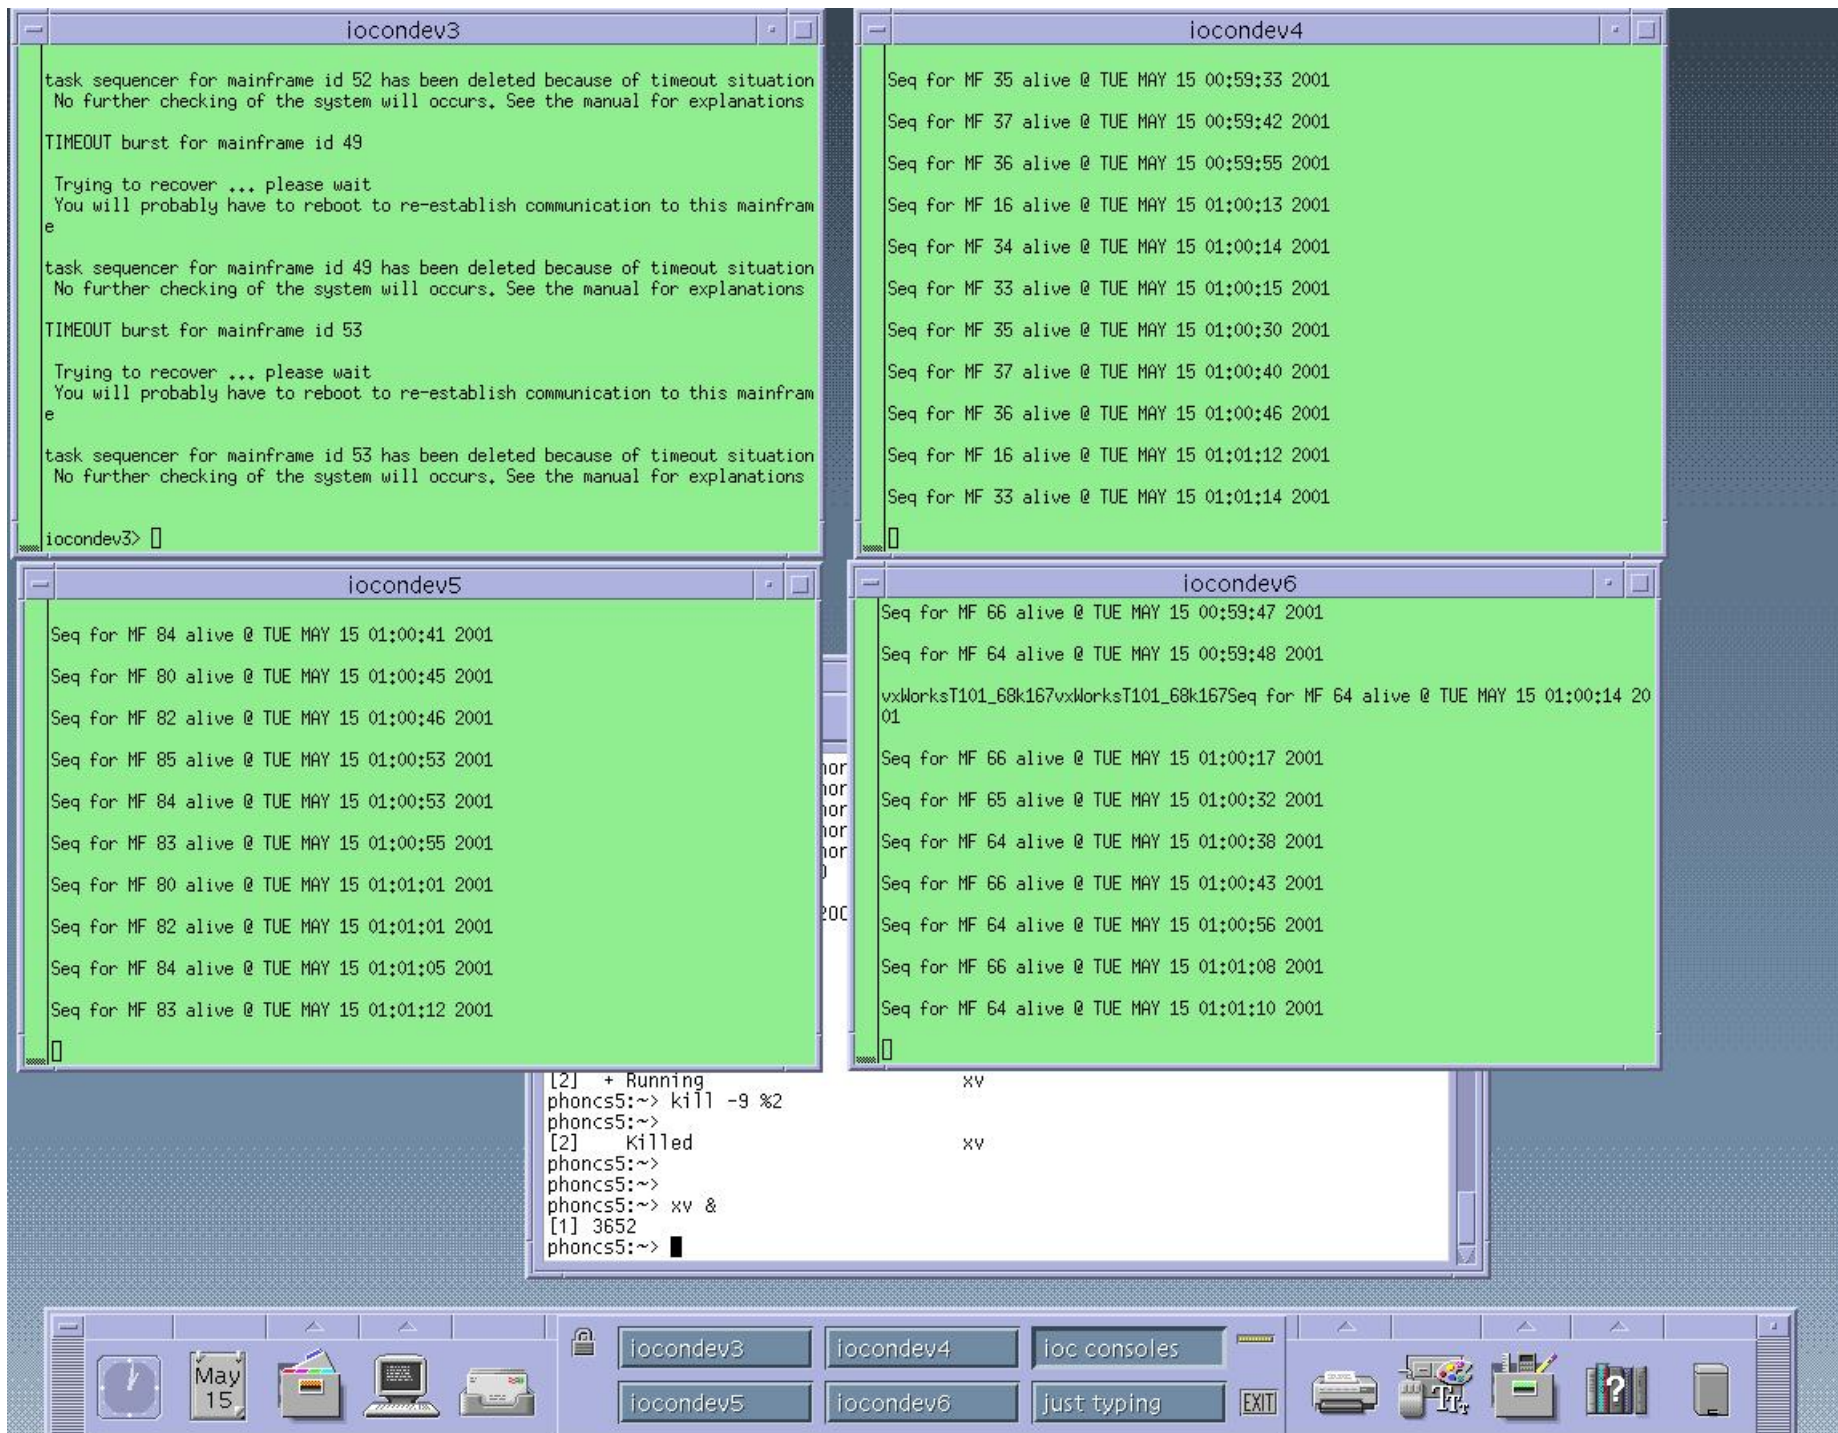 iocondev3
task sequencer for mainframe id 52 has been deleted because of timeout situation
No further checking of the system will occurs. See the manual for explanations
TIMEOUT burst for mainframe id 49
Trying to recover ... please wait
You will probably have to reboot to re-establish communication to this mainfram
e
task sequencer for mainframe id 49 has been deleted because of timeout situation
No further checking of the system will occurs. See the manual for explanations
TIMEOUT burst for mainframe id 53
Trying to recover ... please wait
You will probably have to reboot to re-establish communication to this mainfram
e
task sequencer for mainframe id 53 has been deleted because of timeout situation
No further checking of the system will occurs. See the manual for explanations
iocondev3>
iocondev4
Seq for MF 35 alive @ TUE MAY 15 00:59:33 2001
Seq for MF 37 alive @ TUE MAY 15 00:59:42 2001
Seq for MF 36 alive @ TUE MAY 15 00:59:55 2001
Seq for MF 16 alive @ TUE MAY 15 01:00:13 2001
Seq for MF 34 alive @ TUE MAY 15 01:00:14 2001
Seq for MF 33 alive @ TUE MAY 15 01:00:15 2001
Seq for MF 35 alive @ TUE MAY 15 01:00:30 2001
Seq for MF 37 alive @ TUE MAY 15 01:00:40 2001
Seq for MF 36 alive @ TUE MAY 15 01:00:46 2001
Seq for MF 16 alive @ TUE MAY 15 01:01:12 2001
Seq for MF 33 alive @ TUE MAY 15 01:01:14 2001
iocondev5
Seq for MF 84 alive @ TUE MAY 15 01:00:41 2001
Seq for MF 80 alive @ TUE MAY 15 01:00:45 2001
Seq for MF 82 alive @ TUE MAY 15 01:00:46 2001
Seq for MF 85 alive @ TUE MAY 15 01:00:53 2001
Seq for MF 84 alive @ TUE MAY 15 01:00:53 2001
Seq for MF 83 alive @ TUE MAY 15 01:00:55 2001
Seq for MF 80 alive @ TUE MAY 15 01:01:01 2001
Seq for MF 82 alive @ TUE MAY 15 01:01:01 2001
Seq for MF 84 alive @ TUE MAY 15 01:01:05 2001
Seq for MF 83 alive @ TUE MAY 15 01:01:12 2001
iocondev6
Seq for MF 66 alive @ TUE MAY 15 00:59:47 2001
Seq for MF 64 alive @ TUE MAY 15 00:59:48 2001
vxWorksT101_68k167vxWorksT101_68k167Seq for MF 64 alive @ TUE MAY 15 01:00:14 20
01
Seq for MF 66 alive @ TUE MAY 15 01:00:17 2001
Seq for MF 65 alive @ TUE MAY 15 01:00:32 2001
Seq for MF 64 alive @ TUE MAY 15 01:00:38 2001
Seq for MF 66 alive @ TUE MAY 15 01:00:43 2001
Seq for MF 64 alive @ TUE MAY 15 01:00:56 2001
Seq for MF 66 alive @ TUE MAY 15 01:01:08 2001
Seq for MF 64 alive @ TUE MAY 15 01:01:10 2001
[2] + Running xv
phoncs5:~> kill -9 %2
phoncs5:~>
[2] Killed xv
phoncs5:~>
phoncs5:~>
phoncs5:~> xv &
[1] 3652
phoncs5:~>
May
15
iocondev3
iocondev4
ioc consoles
iocondev5
iocondev6
just typing
EXIT